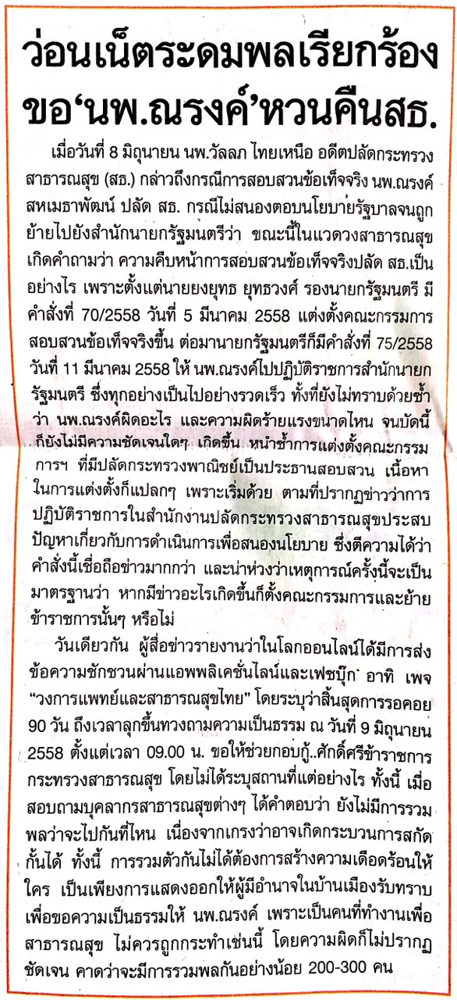 ว่อนเน็ตระดมพลเรียกร้อง
ขอ‘นพ.ณรงค์’หวนคืนสธ.
เมื่อวันที่ 8 มิถุนายน นพ.วัลลภ ไทยเหนือ อดีตปลัดกระทรวง
สาธารณสุข (สธ.) กล่าวถึงกรณีการสอบสวนข้อเท็จจริง นพ.ณรงค์
สหเมธาพัฒน์ ปลัด สธ. กรณีไม่สนองตอบนโยบายรัฐบาลจนถูก
ย้ายไปยังสำนักนายกรัฐมนตรีว่า ขณะนี้ในแวดวงสาธารณสุข
เกิดคำถามว่า ความคืบหน้าการสอบสวนข้อเท็จจริงปลัด สธ.เป็น
อย่างไร เพราะตั้งแต่นายยงยุทธ ยุทธวงศ์ รองนายกรัฐมนตรี มี
คำสั่งที่ 70/2558 วันที่ 5 มีนาคม 2558 แต่งตั้งคณะกรรมการ
สอบสวนข้อเท็จจริงขึ้น ต่อมานายกรัฐมนตรีก็มีคำสั่งที่ 75/2558
วันที่ 11 มีนาคม 2558 ให้ นพ.ณรงค์ไปปฏิบัติราชการสำนักนายก
รัฐมนตรี ซึ่งทุกอย่างเป็นไปอย่างรวดเร็ว ทั้งที่ยังไม่ทราบด้วยซ้ำ
ว่า นพ.ณรงค์ผิดอะไร และความผิดร้ายแรงขนาดไหน จนบัดนี้
ก็ยังไม่มีความชัดเจนใดๆ เกิดขึ้น หนำซ้ำการแต่งตั้งคณะกรรม
การฯ ที่มีปลัดกระทรวงพาณิชย์เป็นประธานสอบสวน เนื้อหา
ในการแต่งตั้งก็แปลกๆ เพราะเริ่มด้วย ตามที่ปรากฏข่าวว่าการ
ปฏิบัติราชการในสำนักงานปลัดกระทรวงสาธารณสุขประสบ
ปัญหาเกี่ยวกับการดำเนินการเพื่อสนองนโยบาย ซึ่งตีความได้ว่า
คำสั่งนี้เชื่อถือข่าวมากกว่า และน่าห่วงว่าเหตุการณ์ครั้งนี้จะเป็น
มาตรฐานว่า หากมีข่าวอะไรเกิดขึ้นก็ตั้งคณะกรรมการและย้าย
ข้าราชการนั้นๆ หรือไม่
วันเดียวกัน ผู้สื่อข่าวรายงานว่าในโลกออนไลน์ได้มีการส่ง
ข้อความชักชวนผ่านแอพพลิเคชั่นไลน์และเฟซบุ๊ก อาทิ เพจ
“วงการแพทย์และสาธารณสุขไทย” โดยระบุว่าสิ้นสุดการรอคอย
90 วัน ถึงเวลาลุกขึ้นทวงถามความเป็นธรรม ณ วันที่ 9 มิถุนายน
2558 ตั้งแต่เวลา 09.00 น. ขอให้ช่วยกอบกู้..ศักดิ์ศรีข้าราชการ
กระทรวงสาธารณสุข โดยไม่ได้ระบุสถานที่แต่อย่างไร ทั้งนี้ เมื่อ
สอบถามบุคลากรสาธารณสุขต่างๆ ได้คำตอบว่า ยังไม่มีการรวม
พลว่าจะไปกันที่ไหน เนื่องจากเกรงว่าอาจเกิดกระบวนการสกัด
กั้นได้ ทั้งนี้ การรวมตัวกันไม่ได้ต้องการสร้างความเดือดร้อนให้
ใคร เป็นเพียงการแสดงออกให้ผู้มีอำนาจในบ้านเมืองรับทราบ
เพื่อขอความเป็นธรรมให้ นพ.ณรงค์ เพราะเป็นคนที่ทำงานเพื่อ
สาธารณสุข ไม่ควรถูกกระทำเช่นนี้ โดยความผิดก็ไม่ปรากฏ
ชัดเจน คาดว่าจะมีการรวมพลกันอย่างน้อย 200-300 คน